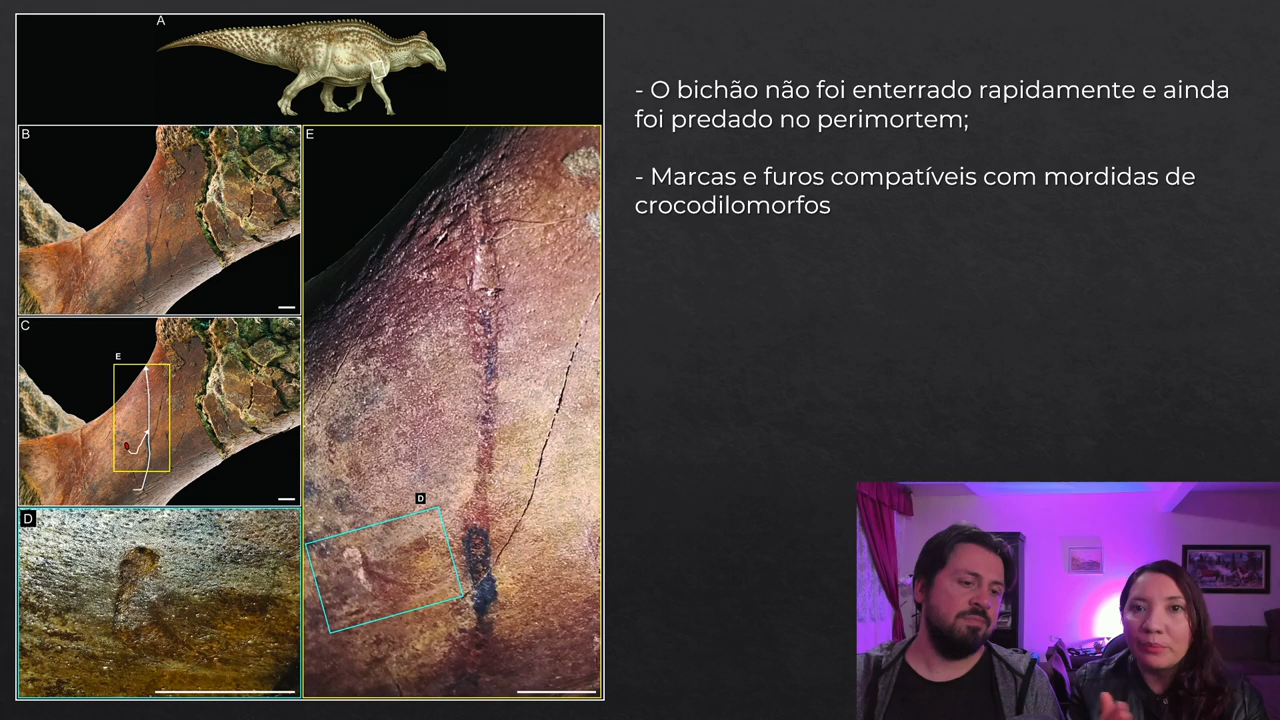 A
B
E
C
E
D
D
- O bichão não foi enterrado rapidamente e ainda
foi predado no perimortem;
- Marcas e furos compatíveis com mordidas de
crocodilomorfos